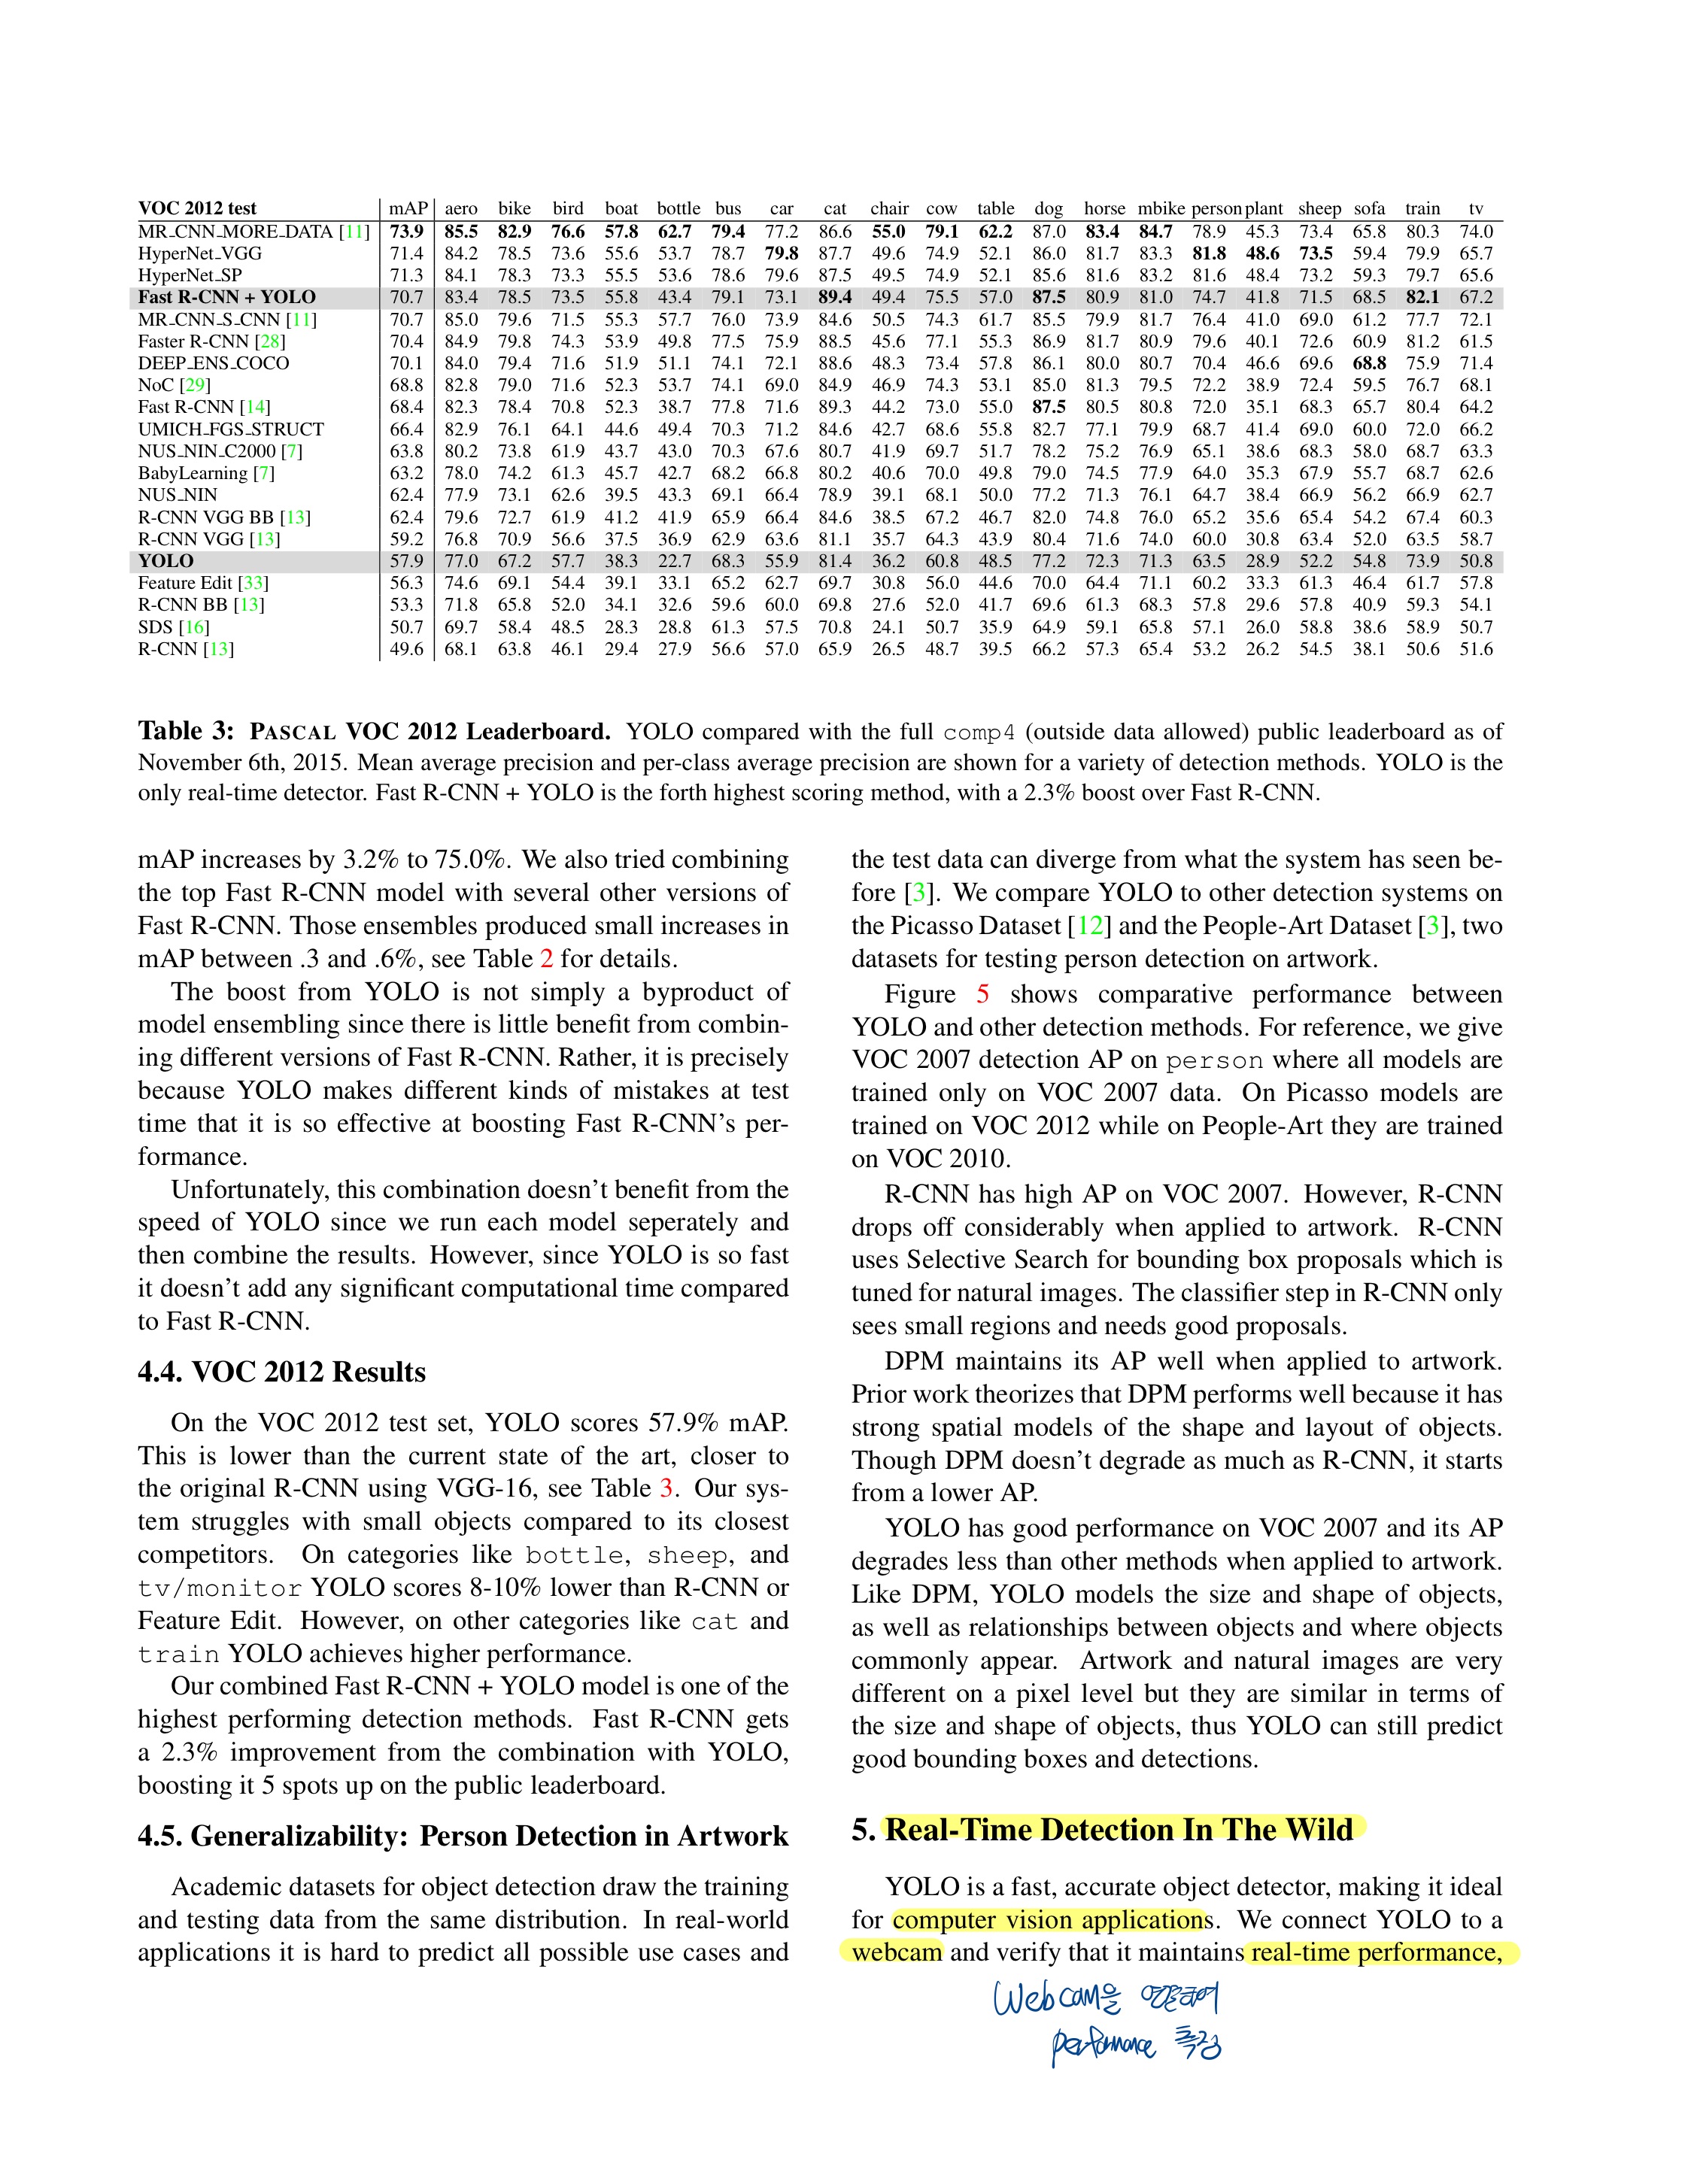 VOC 2012 test mAP aero bike bird boat bottle bus car cat chair cow table dog horse mbike person plant sheep sofa train tv
MR_CNN_MORE_DATA [11] 73.9 85.5 82.9 76.6 57.8 62.7 79.4 77.2 86.6 55.0 79.1 62.2 87.0 83.4 84.7 78.9 45.3 73.4 65.8 80.3 74.0
HyperNet_VGG 71.4 84.2 78.5 73.6 55.6 53.7 78.7 79.8 87.7 49.6 74.9 52.1 86.0 81.7 83.3 81.8 48.6 73.5 59.4 79.9 65.7
HyperNet_SP 71.3 84.1 78.3 73.3 55.5 53.6 78.6 79.6 87.5 49.5 74.9 52.1 85.6 81.6 83.2 81.6 48.4 73.2 59.3 79.7 65.6
Fast R-CNN + YOLO 70.7 83.4 78.5 73.5 55.8 43.4 79.1 73.1 89.4 49.4 75.5 57.0 87.5 80.9 81.0 74.7 41.8 71.5 68.5 82.1 67.2
MR_CNN_S_CNN [11] 70.7 85.0 79.6 71.5 55.3 57.7 76.0 73.9 84.6 50.5 74.3 61.7 85.5 79.9 81.7 76.4 41.0 69.0 61.2 77.7 72.1
Faster R-CNN [28] 70.4 84.9 79.8 74.3 53.9 49.8 77.5 75.9 88.5 45.6 77.1 55.3 86.9 81.7 80.9 79.6 40.1 72.6 60.9 81.2 61.5
DEEP_ENS_COCO 70.1 84.0 79.4 71.6 51.9 51.1 74.1 72.1 88.6 48.3 73.4 57.8 86.1 80.0 80.7 70.4 46.6 69.6 68.8 75.9 71.4
NoC [29] 68.8 82.8 79.0 71.6 52.3 53.7 74.1 69.0 84.9 46.9 74.3 53.1 85.0 81.3 79.5 72.2 38.9 72.4 59.5 76.7 68.1
Fast R-CNN [14] 68.4 82.3 78.4 70.8 52.3 38.7 77.8 71.6 89.3 44.2 73.0 55.0 87.5 80.5 80.8 72.0 35.1 68.3 65.7 80.4 64.2
UMICH_FGS_STRUCT 66.4 82.9 76.1 64.1 44.6 49.4 70.3 71.2 84.6 42.7 68.6 55.8 82.7 77.1 79.9 68.7 41.4 69.0 60.0 72.0 66.2
NUS_NIN_C2000 [7] 63.8 80.2 73.8 61.9 43.7 43.0 70.3 67.6 80.7 41.9 69.7 51.7 78.2 75.2 76.9 65.1 38.6 68.3 58.0 68.7 63.3
BabyLearning [7] 63.2 78.0 74.2 61.3 45.7 42.7 68.2 66.8 80.2 40.6 70.0 49.8 79.0 74.5 77.9 64.0 35.3 67.9 55.7 68.7 62.6
NUS_NIN 62.4 77.9 73.1 62.6 39.5 43.3 69.1 66.4 78.9 39.1 68.1 50.0 77.2 71.3 76.1 64.7 38.4 66.9 56.2 66.9 62.7
R-CNN VGG BB [13] 62.4 79.6 72.7 61.9 41.2 41.9 65.9 66.4 84.6 38.5 67.2 46.7 82.0 74.8 76.0 65.2 35.6 65.4 54.2 67.4 60.3
R-CNN VGG [13] 59.2 76.8 70.9 56.6 37.5 36.9 62.9 63.6 81.1 35.7 64.3 43.9 80.4 71.6 74.0 60.0 30.8 63.4 52.0 63.5 58.7
YOLO 57.9 77.0 67.2 57.7 38.3 22.7 68.3 55.9 81.4 36.2 60.8 48.5 77.2 72.3 71.3 63.5 28.9 52.2 54.8 73.9 50.8
Feature Edit [33] 56.3 74.6 69.1 54.4 39.1 33.1 65.2 62.7 69.7 30.8 56.0 44.6 70.0 64.4 71.1 60.2 33.3 61.3 46.4 61.7 57.8
R-CNN BB [13] 53.3 71.8 65.8 52.0 34.1 32.6 59.6 60.0 69.8 27.6 52.0 41.7 69.6 61.3 68.3 57.8 29.6 57.8 40.9 59.3 54.1
SDS [16] 50.7 69.7 58.4 48.5 28.3 28.8 61.3 57.5 70.8 24.1 50.7 35.9 64.9 59.1 65.8 57.1 26.0 58.8 38.6 58.9 50.7
R-CNN [13] 49.6 68.1 63.8 46.1 29.4 27.9 56.6 57.0 65.9 26.5 48.7 39.5 66.2 57.3 65.4 53.2 26.2 54.5 38.1 50.6 51.6
Table 3: PASCAL VOC 2012 Leaderboard. YOLO compared with the full comp4 (outside data allowed) public leaderboard as of
November 6th, 2015. Mean average precision and per-class average precision are shown for a variety of detection methods. YOLO is the
only real-time detector. Fast R-CNN + YOLO is the forth highest scoring method, with a 2.3% boost over Fast R-CNN.
mAP increases by 3.2% to 75.0%. We also tried combining
the top Fast R-CNN model with several other versions of
Fast R-CNN. Those ensembles produced small increases in
mAP between .3 and .6%, see Table 2 for details.
The boost from YOLO is not simply a byproduct of
model ensembling since there is little benefit from combin-
ing different versions of Fast R-CNN. Rather, it is precisely
because YOLO makes different kinds of mistakes at test
time that it is so effective at boosting Fast R-CNN's per-
formance.
Unfortunately, this combination doesn't benefit from the
speed of YOLO since we run each model seperately and
then combine the results. However, since YOLO is so fast
it doesn't add any significant computational time compared
to Fast R-CNN.
4.4. VOC 2012 Results
On the VOC 2012 test set, YOLO scores 57.9% mAP.
This is lower than the current state of the art, closer to
the original R-CNN using VGG-16, see Table 3. Our sys-
tem struggles with small objects compared to its closest
competitors. On categories like bottle, sheep, and
tv/monitor YOLO scores 8-10% lower than R-CNN or
Feature Edit. However, on other categories like cat and
train YOLO achieves higher performance.
Our combined Fast R-CNN + YOLO model is one of the
highest performing detection methods. Fast R-CNN gets
a 2.3% improvement from the combination with YOLO,
boosting it 5 spots up on the public leaderboard.
4.5. Generalizability: Person Detection in Artwork
Academic datasets for object detection draw the training
and testing data from the same distribution. In real-world
applications it is hard to predict all possible use cases and
the test data can diverge from what the system has seen be-
fore [3]. We compare YOLO to other detection systems on
the Picasso Dataset [12] and the People-Art Dataset [3], two
datasets for testing person detection on artwork.
Figure 5 shows comparative performance between
YOLO and other detection methods. For reference, we give
VOC 2007 detection AP on person where all models are
trained only on VOC 2007 data. On Picasso models are
trained on VOC 2012 while on People-Art they are trained
on VOC 2010.
R-CNN has high AP on VOC 2007. However, R-CNN
drops off considerably when applied to artwork. R-CNN
uses Selective Search for bounding box proposals which is
tuned for natural images. The classifier step in R-CNN only
sees small regions and needs good proposals.
DPM maintains its AP well when applied to artwork.
Prior work theorizes that DPM performs well because it has
strong spatial models of the shape and layout of objects.
Though DPM doesn't degrade as much as R-CNN, it starts
from a lower AP.
YOLO has good performance on VOC 2007 and its AP
degrades less than other methods when applied to artwork.
Like DPM, YOLO models the size and shape of objects,
as well as relationships between objects and where objects
commonly appear. Artwork and natural images are very
different on a pixel level but they are similar in terms of
the size and shape of objects, thus YOLO can still predict
good bounding boxes and detections.
5. Real-Time Detection In The Wild
YOLO is a fast, accurate object detector, making it ideal
for computer vision applications. We connect YOLO to a
webcam and verify that it maintains real-time performance,
Webcam을 연결하여
performance 측정